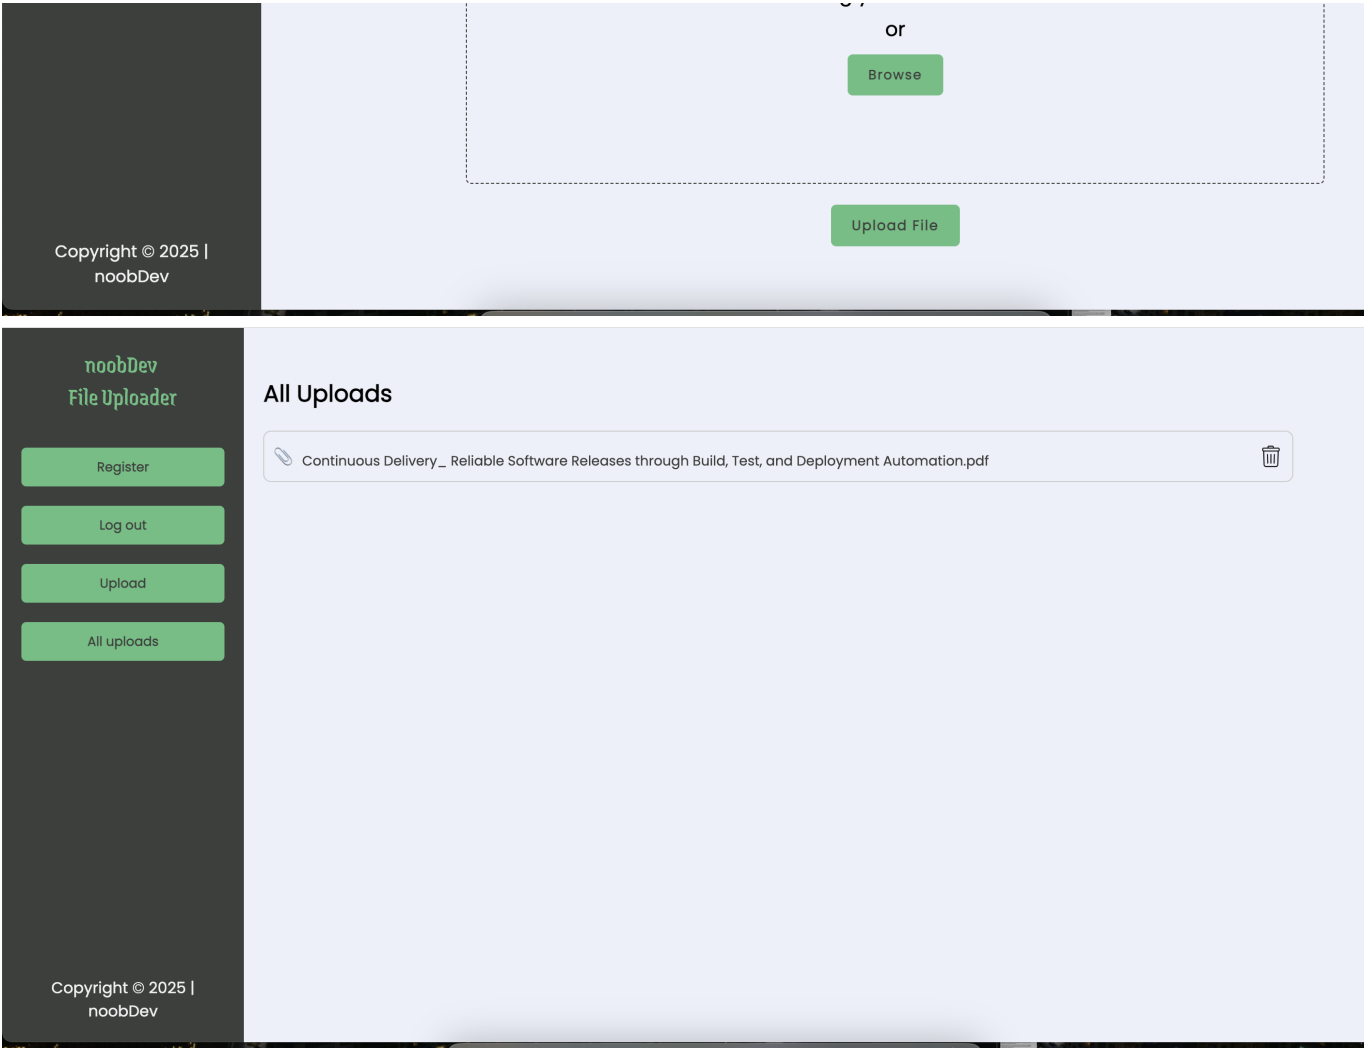 or
Browse
Upload File
Copyright © 2025 |
noobDev
noobDev
File Uploader
Register
Log out
Upload
All uploads
Copyright © 2025 |
noobDev
All Uploads
Continuous Delivery_ Reliable Software Releases through Build, Test, and Deployment Automation.pdf